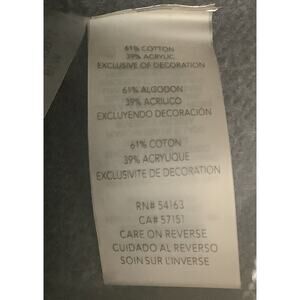 61% COTTON
39% ACRYLIC
EXCLUSIVE OF DECORATION
61% ALGODON
39% ACRILICO
EXCLUYENDO DECORACIÓN
61% COTON
39% ACRYLIQUE
EXCLUSIVITE DE DECORATION
RN# 54163
CA# 57151
CARE ON REVERSE
CUIDADO AL REVERSO
SOIN SUR L'INVERSE